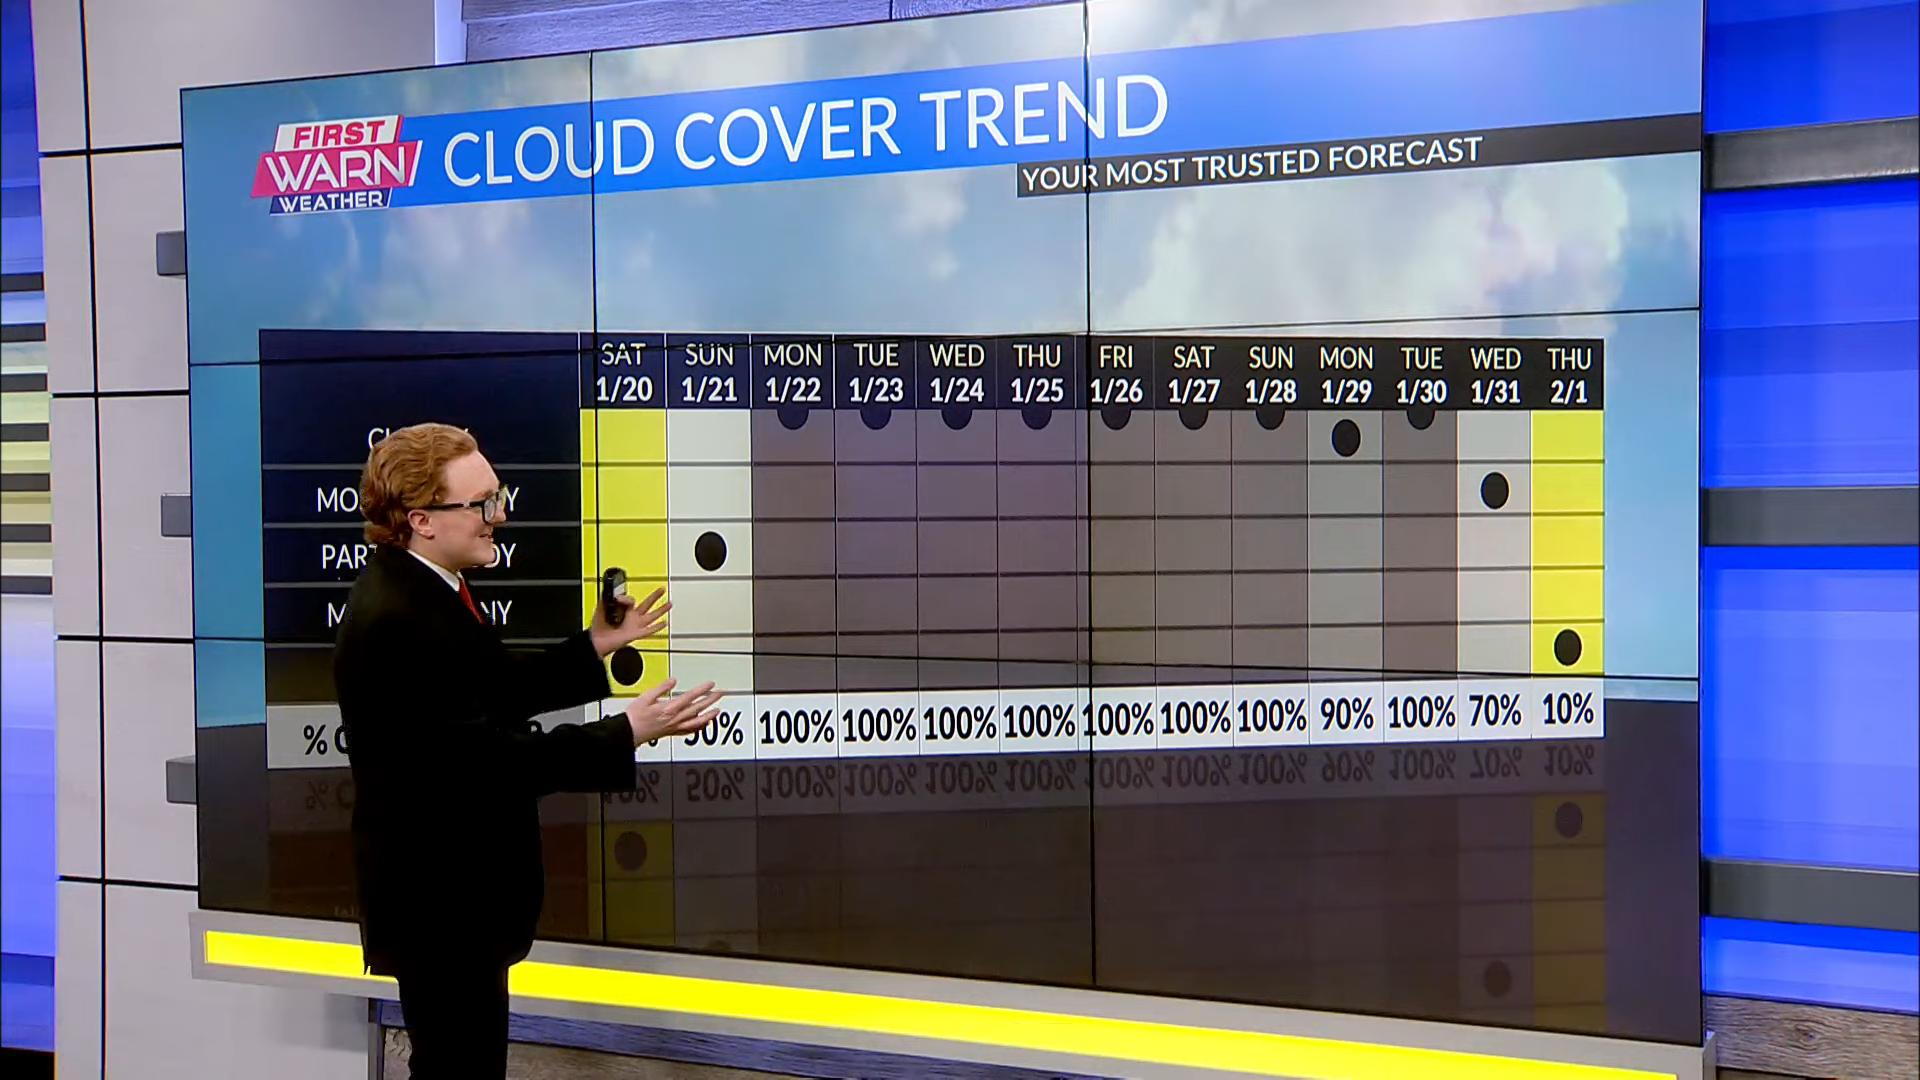 FIRST
WARN
WEATHER
CLOUD COVER TREND
YOUR MOST TRUSTED FORECAST
SAT SUN MON TUE WED THU FRI SAT SUN MON TUE WED THU
1/20 1/21 1/22 1/23 1/24 1/25 1/26 1/27 1/28 1/29 1/30 1/31 2/1
% 50% 100% 100% 100% 100% 100% 100% 100% 90% 100% 70% 10%